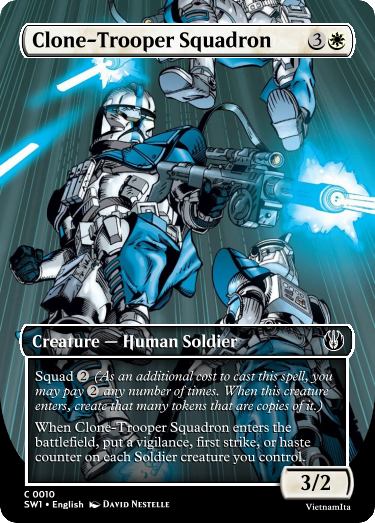 Clone-Trooper Squadron 3
Creature — Human Soldier
Squad 2 (As an additional cost to cast this spell, you
may pay 2 any number of times. When this creature
enters, create that many tokens that are copies of it.)
When Clone-Trooper Squadron enters the
battlefield, put a vigilance, first strike, or haste
counter on each Soldier creature you control.
3/2
C 0010
SW1 • English DAVID NESTELLE
VietnamIta